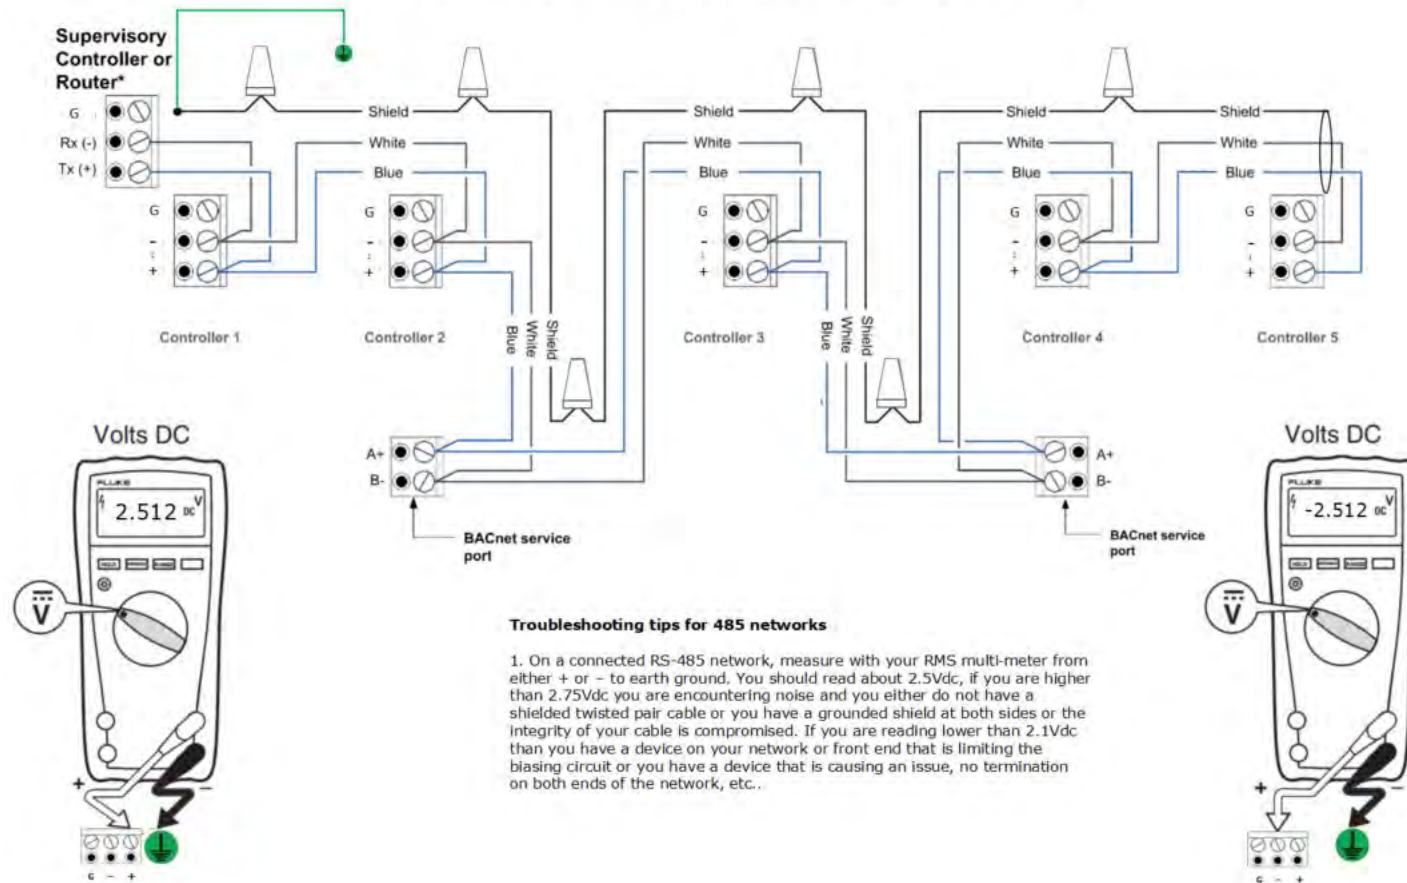 Supervisory
Controller or
Router*
G
Rx (-)
Tx (+)
Shield
White
Blue
Shield
White
Blue
Shield
White
Blue
Shield
White
Blue
G
-
+
Controller 1
G
-
+
Controller 2
G
-
+
Controller 3
G
-
+
Controller 4
G
-
+
Controller 5
Blue
White
Shield
Blue
White
Shield
A+
B-
BACnet service
port
A+
B-
BACnet service
port
Volts DC
FLUKE
2.512 DC V
HOLD
V
+
-
G - +
Volts DC
FLUKE
-2.512 DC V
V
+
-
G - +
Troubleshooting tips for 485 networks
1. On a connected RS-485 network, measure with your RMS multi-meter from
either + or – to earth ground. You should read about 2.5Vdc, if you are higher
than 2.75Vdc you are encountering noise and you either do not have a
shielded twisted pair cable or you have a grounded shield at both sides or the
integrity of your cable is compromised. If you are reading lower than 2.1Vdc
than you have a device on your network or front end that is limiting the
biasing circuit or you have a device that is causing an issue, no termination
on both ends of the network, etc..